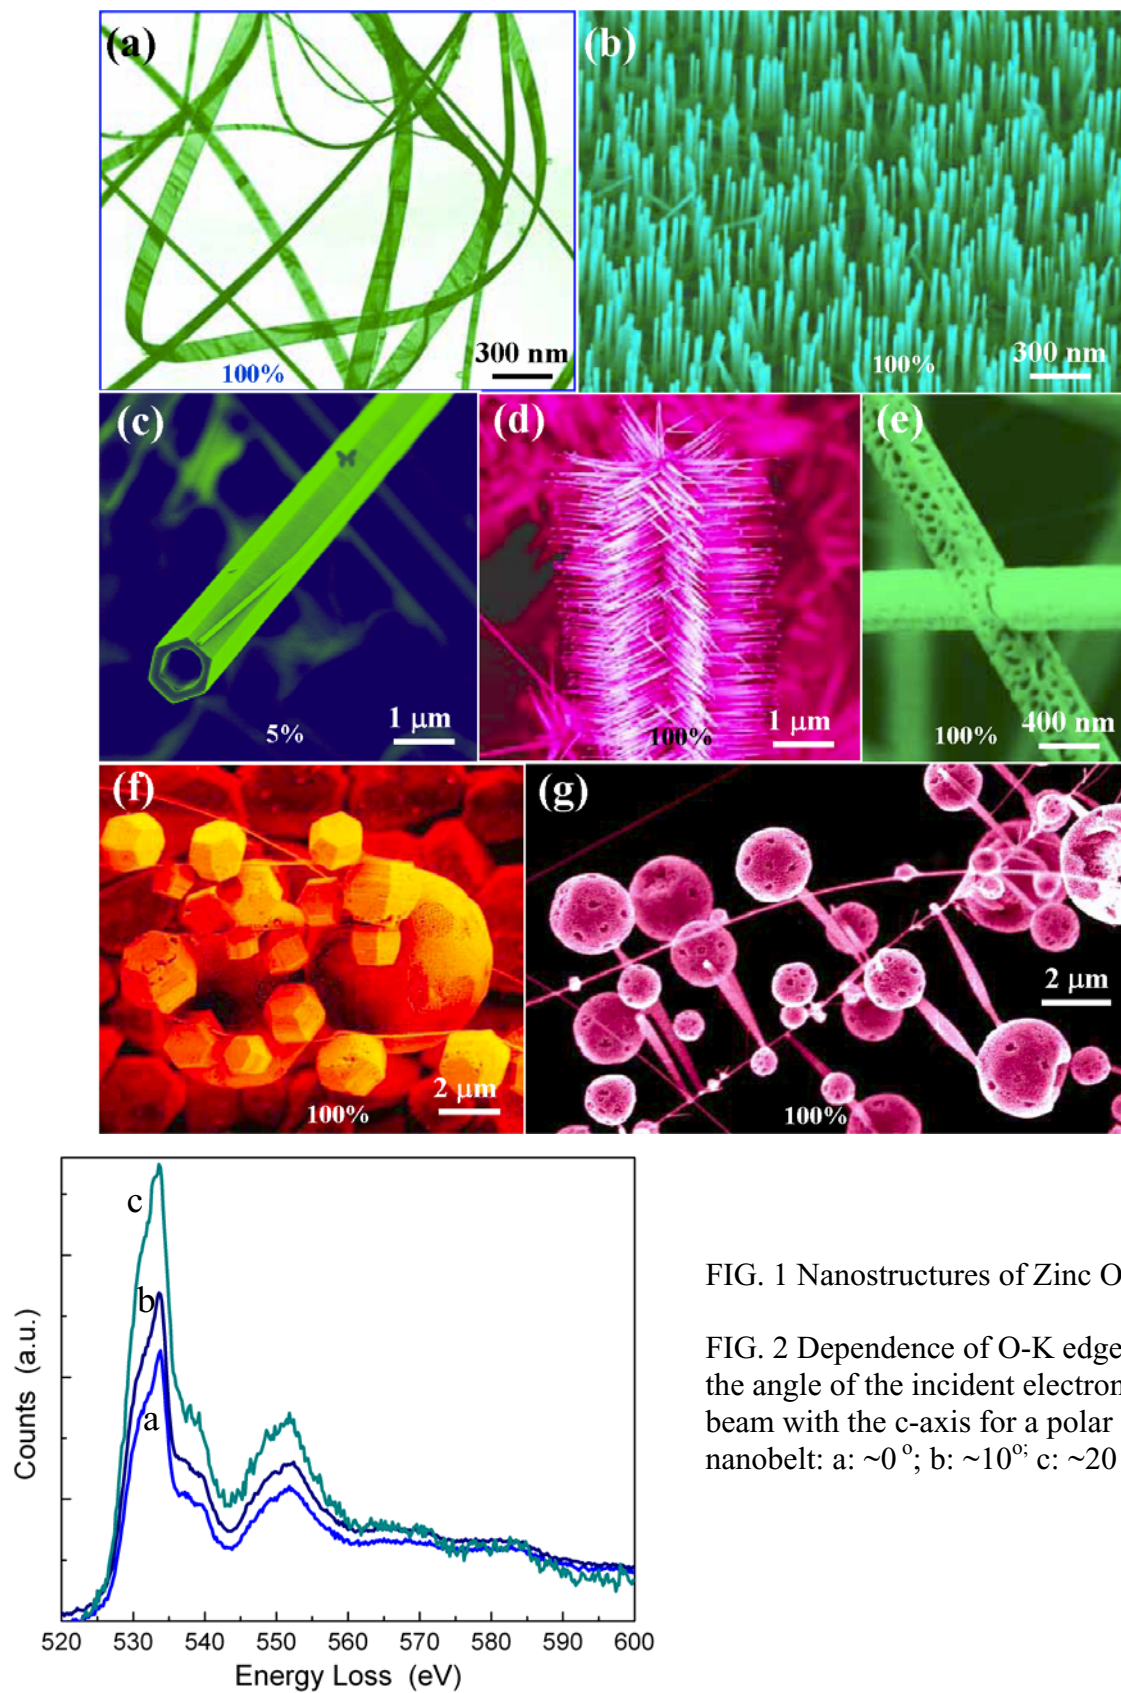 (a)
100%
300 nm
(b)
100%
300 nm
(c)
5%
1 μm
(d)
100%
1 μm
(e)
100%
400 nm
(f)
100%
2 μm
(g)
2 μm
100%
c
b
a
Counts (a.u.)
520 530 540 550 560 570 580 590 600
Energy Loss (eV)
FIG. 1 Nanostructures of Zinc O
FIG. 2 Dependence of O-K edge
the angle of the incident electron
beam with the c-axis for a polar
nanobelt: a: ~0 º; b: ~10º; c: ~20